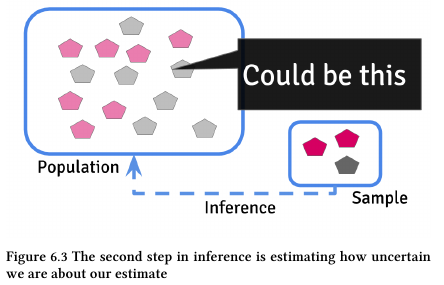 Could be this
Population
Sample
Inference
Figure 6.3 The second step in inference is estimating how uncertain
we are about our estimate